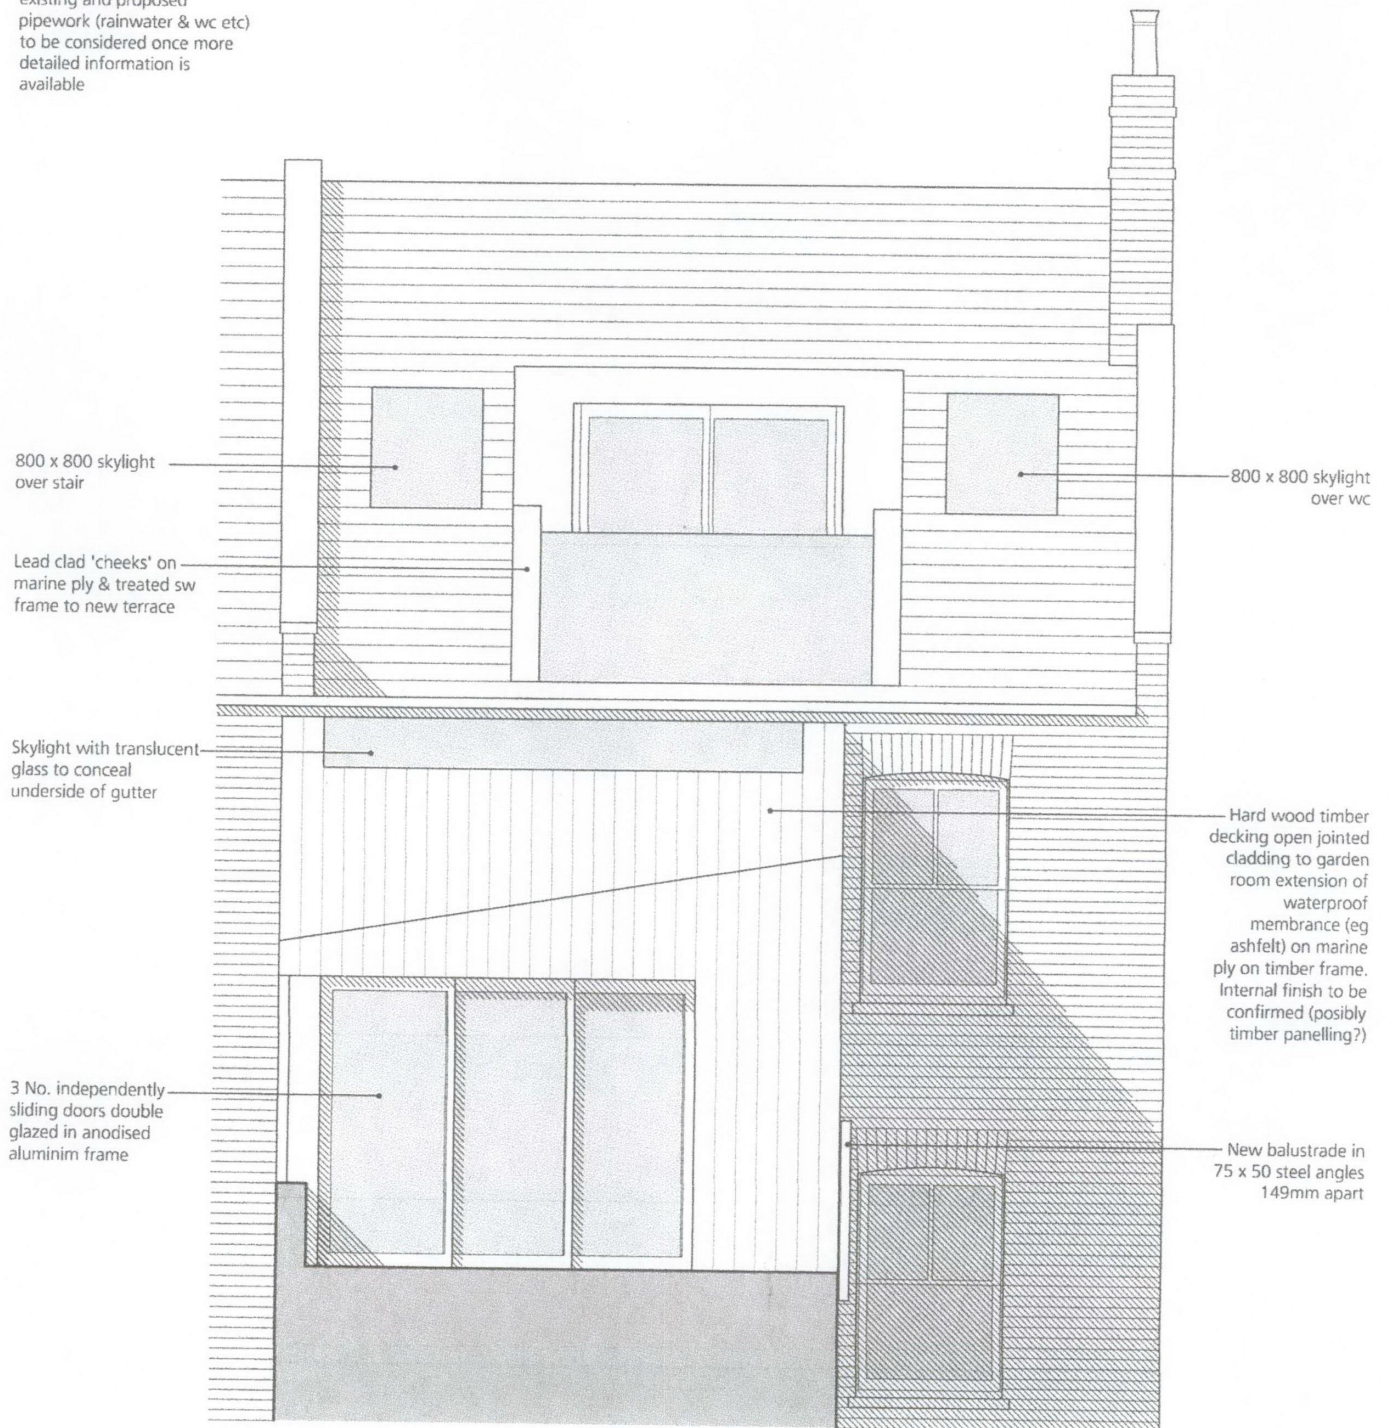 existing and proposed
pipework (rainwater & wc etc)
to be considered once more
detailed information is
available
800 x 800 skylight
over stair
800 x 800 skylight
over wc
Lead clad 'cheeks' on
marine ply & treated sw
frame to new terrace
Skylight with translucent
glass to conceal
underside of gutter
Hard wood timber
decking open jointed
cladding to garden
room extension of
waterproof
membrance (eg
ashfelt) on marine
ply on timber frame.
Internal finish to be
confirmed (posibly
timber panelling?)
3 No. independently
sliding doors double
glazed in anodised
aluminim frame
New balustrade in
75 x 50 steel angles
149mm apart